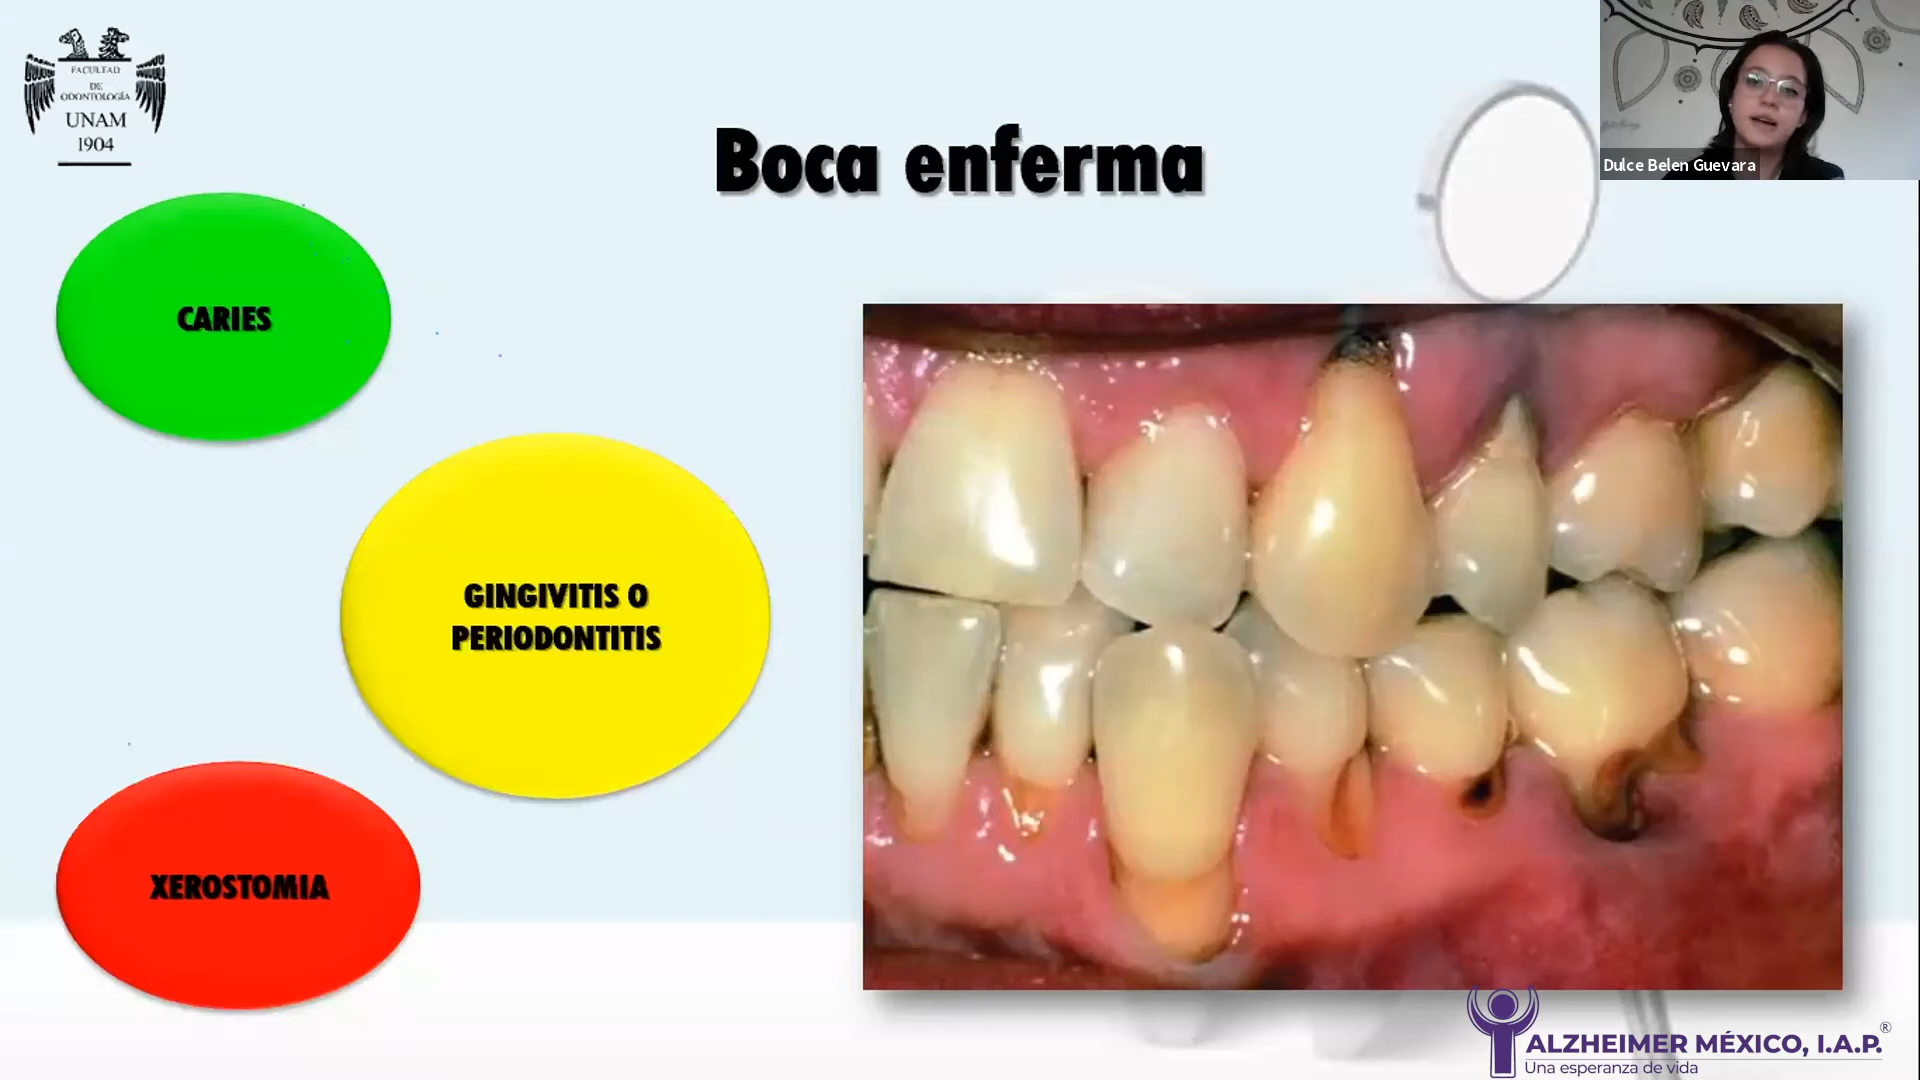 FACULTAD
DE
ODONTOLOGÍA
UNAM
1904
Boca enferma
Dulce Belen Guevara
CARIES
GINGIVITIS O
PERIODONTITIS
XEROSTOMIA
ALZHEIMER MÉXICO, I.A.P.®
Una esperanza de vida